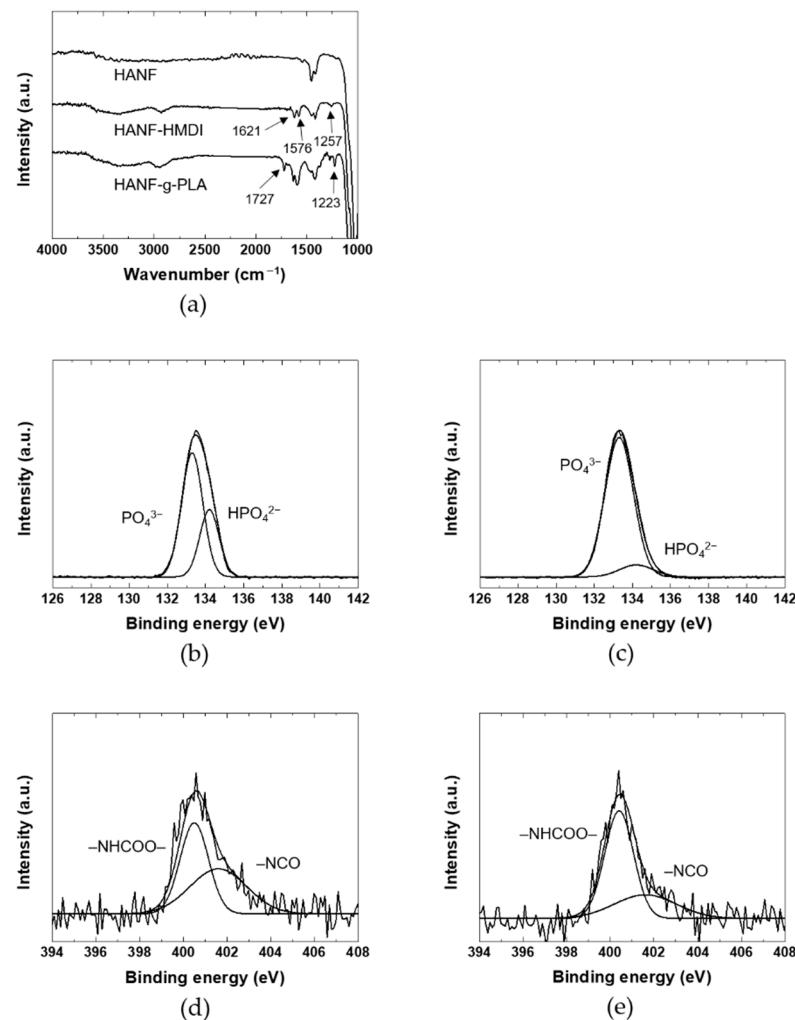 Intensity (a.u.)
HANF
HANF-HMDI
HANF-g-PLA
1621
1576
1257
1727
1223
4000 3500 3000 2500 2000 1500 1000
Wavenumber (cm⁻¹)
(a)
Intensity (a.u.)
PO₄³⁻
HPO₄²⁻
126 128 130 132 134 136 138 140 142
Binding energy (eV)
(b)
Intensity (a.u.)
PO₄³⁻
HPO₄²⁻
126 128 130 132 134 136 138 140 142
Binding energy (eV)
(c)
Intensity (a.u.)
–NHCOO–
–NCO
394 396 398 400 402 404 406 408
Binding energy (eV)
(d)
Intensity (a.u.)
–NHCOO–
–NCO
394 396 398 400 402 404 406 408
Binding energy (eV)
(e)